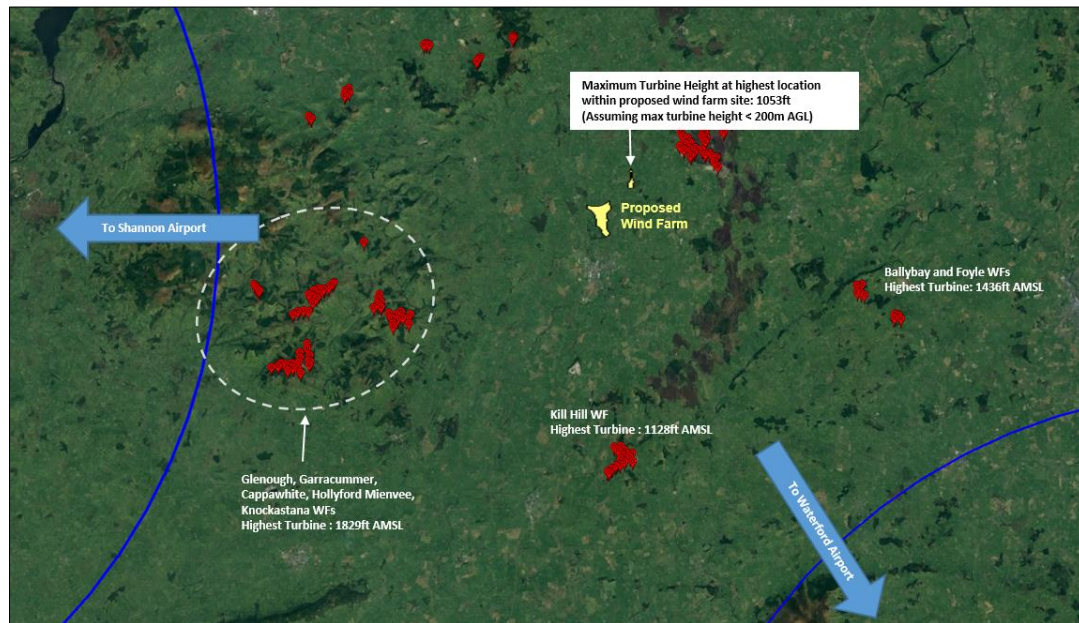 Maximum Turbine Height at highest location
within proposed wind farm site: 1053ft
(Assuming max turbine height < 200m AGL)
To Shannon Airport
Proposed
Wind Farm
Ballybay and Foyle WFs
Highest Turbine: 1436ft AMSL
Kill Hill WF
Highest Turbine : 1128ft AMSL
Glenough, Garracummer,
Cappawhite, Hollyford Mienvee,
Knockastana WFs
Highest Turbine : 1829ft AMSL
To Waterford Airport